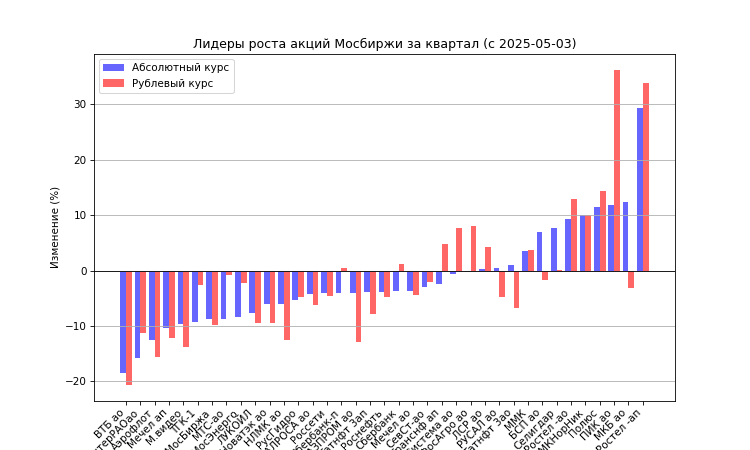 Лидеры роста акций Мосбиржи за квартал (с 2025-05-03)
Абсолютный курс
Рублевый курс
Изменение (%)
30
20
10
0
−10
−20
ВТБ ао
Аэрофлот
Мечел ап
М.видео
ТГК-1
МосБиржа
МТС-ао
ЛУКОЙЛ
НЛМК ао
РусГидро
Россети
Роснефть
Сбербанк
Мечел ао
СевСт-ао
ЛСР ао
РУСАЛ ао
ММК
БСП ао
Селигдар
Ростел -ао
Полюс
ПИК ао
МКБ ао
Ростел -ап